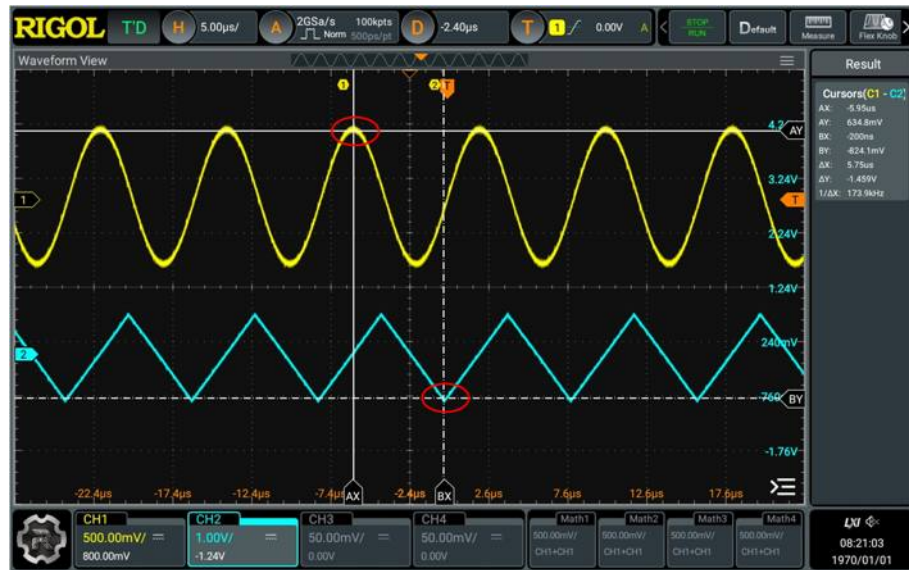 RIGOL T'D H 5.00μs/ A 2GSa/s 100kpts Norm 500ps/pt D -2.40μs T 1 0.00V A STOP RUN Default Measure Flex Knob
Waveform View
Result
1 2 T
Cursors(C1 - C2)
AX: -5.95us
AY: 634.8mV
BX: -200ns
BY: -824.1mV
ΔX: 5.75us
ΔY: -1.459V
1/ΔX: 173.9kHz
AY
3.24V
1 T
2.24V
1.24V
2 240mV
-760 BY
-1.76V
-22.4μs -17.4μs -12.4μs -7.4μs AX -2.4μs BX 2.6μs 7.6μs 12.6μs 17.6μs
CH1 CH2 CH3 CH4 Math1 Math2 Math3 Math4
500.00mV/ 1.00V/ 50.00mV/ 50.00mV/ 500.00mV/ 500.00mV/ 500.00mV/ 500.00mV/
800.00mV -1.24V 0.00V 0.00V CH1+CH1 CH1+CH1 CH1+CH1 CH1+CH1
LXI
08:21:03
1970/01/01